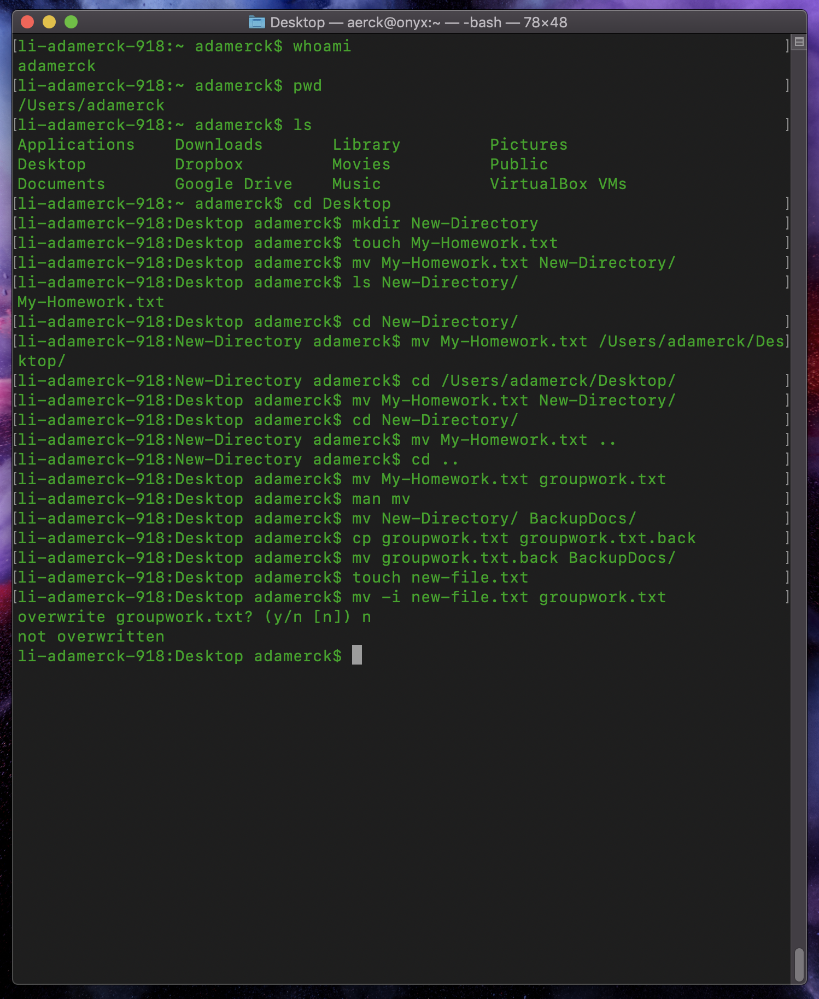 Desktop — aerck@onyx:~ — -bash — 78×48
[li-adamerck-918:~ adamerck$ whoami ]
adamerck
[li-adamerck-918:~ adamerck$ pwd ]
/Users/adamerck
[li-adamerck-918:~ adamerck$ ls ]
Applications Downloads Library Pictures
Desktop Dropbox Movies Public
Documents Google Drive Music VirtualBox VMs
[li-adamerck-918:~ adamerck$ cd Desktop ]
[li-adamerck-918:Desktop adamerck$ mkdir New-Directory ]
[li-adamerck-918:Desktop adamerck$ touch My-Homework.txt ]
[li-adamerck-918:Desktop adamerck$ mv My-Homework.txt New-Directory/ ]
[li-adamerck-918:Desktop adamerck$ ls New-Directory/ ]
My-Homework.txt
[li-adamerck-918:Desktop adamerck$ cd New-Directory/ ]
[li-adamerck-918:New-Directory adamerck$ mv My-Homework.txt /Users/adamerck/Des]
ktop/
[li-adamerck-918:New-Directory adamerck$ cd /Users/adamerck/Desktop/ ]
[li-adamerck-918:Desktop adamerck$ mv My-Homework.txt New-Directory/ ]
[li-adamerck-918:Desktop adamerck$ cd New-Directory/ ]
[li-adamerck-918:New-Directory adamerck$ mv My-Homework.txt .. ]
[li-adamerck-918:New-Directory adamerck$ cd .. ]
[li-adamerck-918:Desktop adamerck$ mv My-Homework.txt groupwork.txt ]
[li-adamerck-918:Desktop adamerck$ man mv ]
[li-adamerck-918:Desktop adamerck$ mv New-Directory/ BackupDocs/ ]
[li-adamerck-918:Desktop adamerck$ cp groupwork.txt groupwork.txt.back ]
[li-adamerck-918:Desktop adamerck$ mv groupwork.txt.back BackupDocs/ ]
[li-adamerck-918:Desktop adamerck$ touch new-file.txt ]
[li-adamerck-918:Desktop adamerck$ mv -i new-file.txt groupwork.txt ]
overwrite groupwork.txt? (y/n [n]) n
not overwritten
li-adamerck-918:Desktop adamerck$